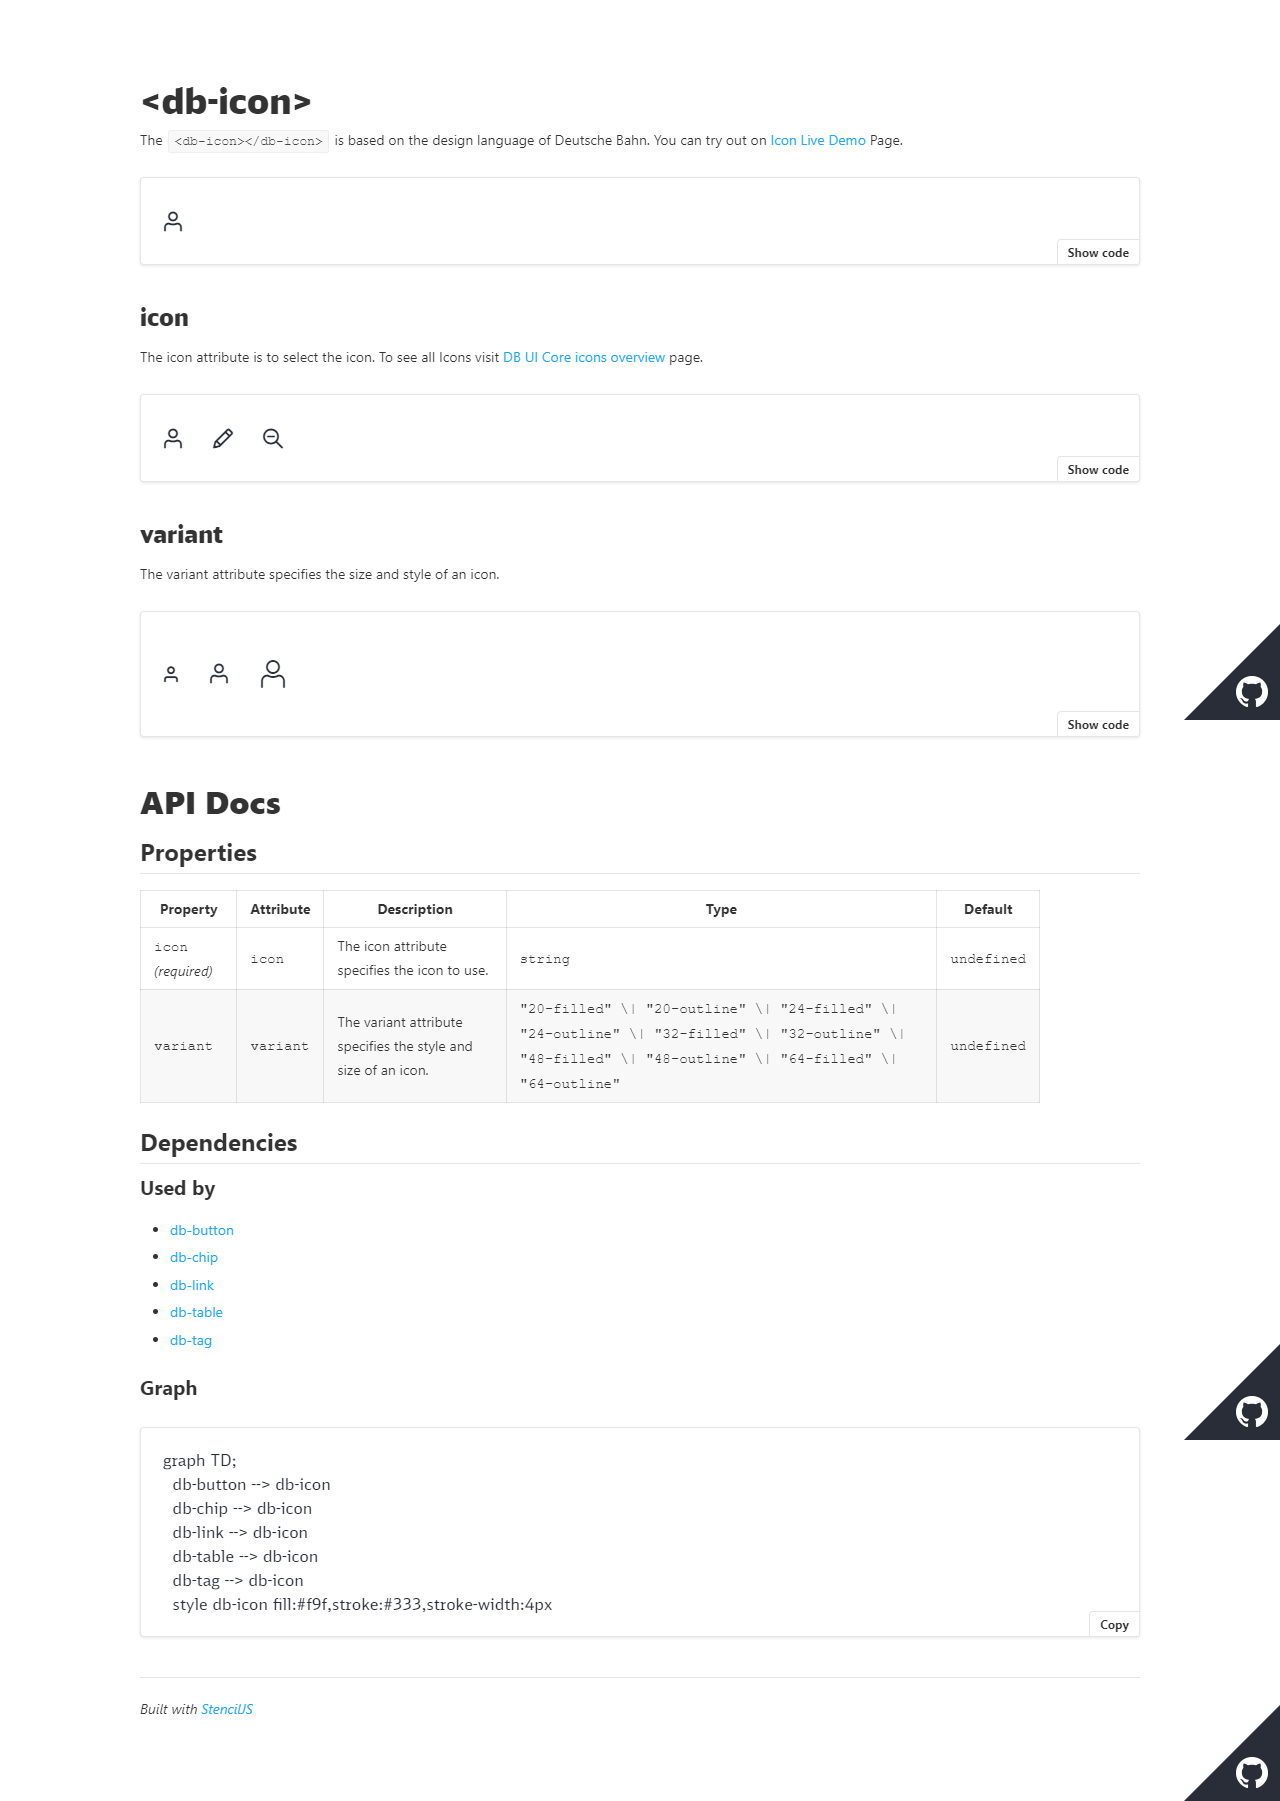 <db-icon>
The <db-icon></db-icon> is based on the design language of Deutsche Bahn. You can try out on Icon Live Demo Page.
Show code
icon
The icon attribute is to select the icon. To see all Icons visit DB UI Core icons overview page.
Show code
variant
The variant attribute specifies the size and style of an icon.
Show code
API Docs
Properties
Property Attribute Description Type Default
icon (required) icon The icon attribute specifies the icon to use. string undefined
variant variant The variant attribute specifies the style and size of an icon. "20-filled" \| "20-outline" \| "24-filled" \| "24-outline" \| "32-filled" \| "32-outline" \| "48-filled" \| "48-outline" \| "64-filled" \| "64-outline" undefined
Dependencies
Used by
db-button
db-chip
db-link
db-table
db-tag
Graph
graph TD;
db-button --> db-icon
db-chip --> db-icon
db-link --> db-icon
db-table --> db-icon
db-tag --> db-icon
style db-icon fill:#f9f,stroke:#333,stroke-width:4px
Copy
Built with StencilJS